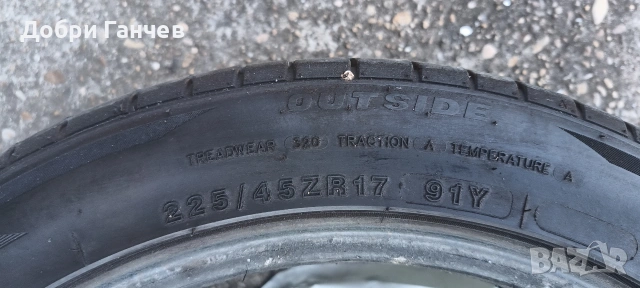 Добри Ганчев
OUTSIDE
TREADWEAR 320 TRACTION A TEMPERATURE A
225/45ZR17 91Y
BAZAR